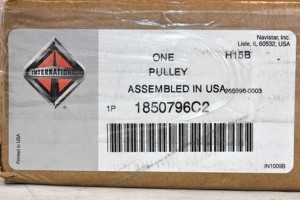 Navistar, Inc.
Lisle, IL 60532, USA
ONE
H15B
PULLEY
INTERNATIONAL
ASSEMBLED IN USA
265896-0003
1P 1850796C2
Printed in USA
IN1009B